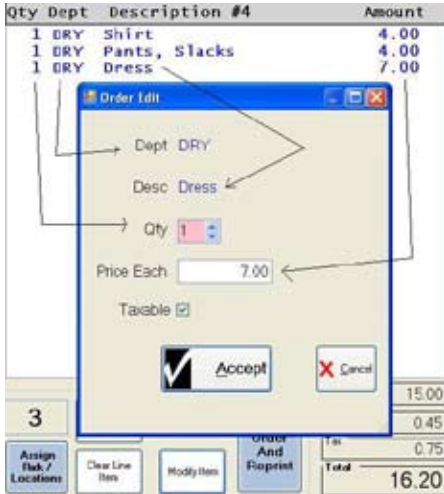 Qty Dept Description #4 Amount
1 DRY Shirt 4.00
1 DRY Pants, Slacks 4.00
1 DRY Dress 7.00
Order Edit
Dept DRY
Desc Dress
Qty 1
Price Each 7.00
Taxable
Accept
Cancel
15.00
3
0.45
Tax
0.75
Total
16.20
Assign
Rak /
Locations
Clear Line
Item
Modify Item
Order
And
Reprint